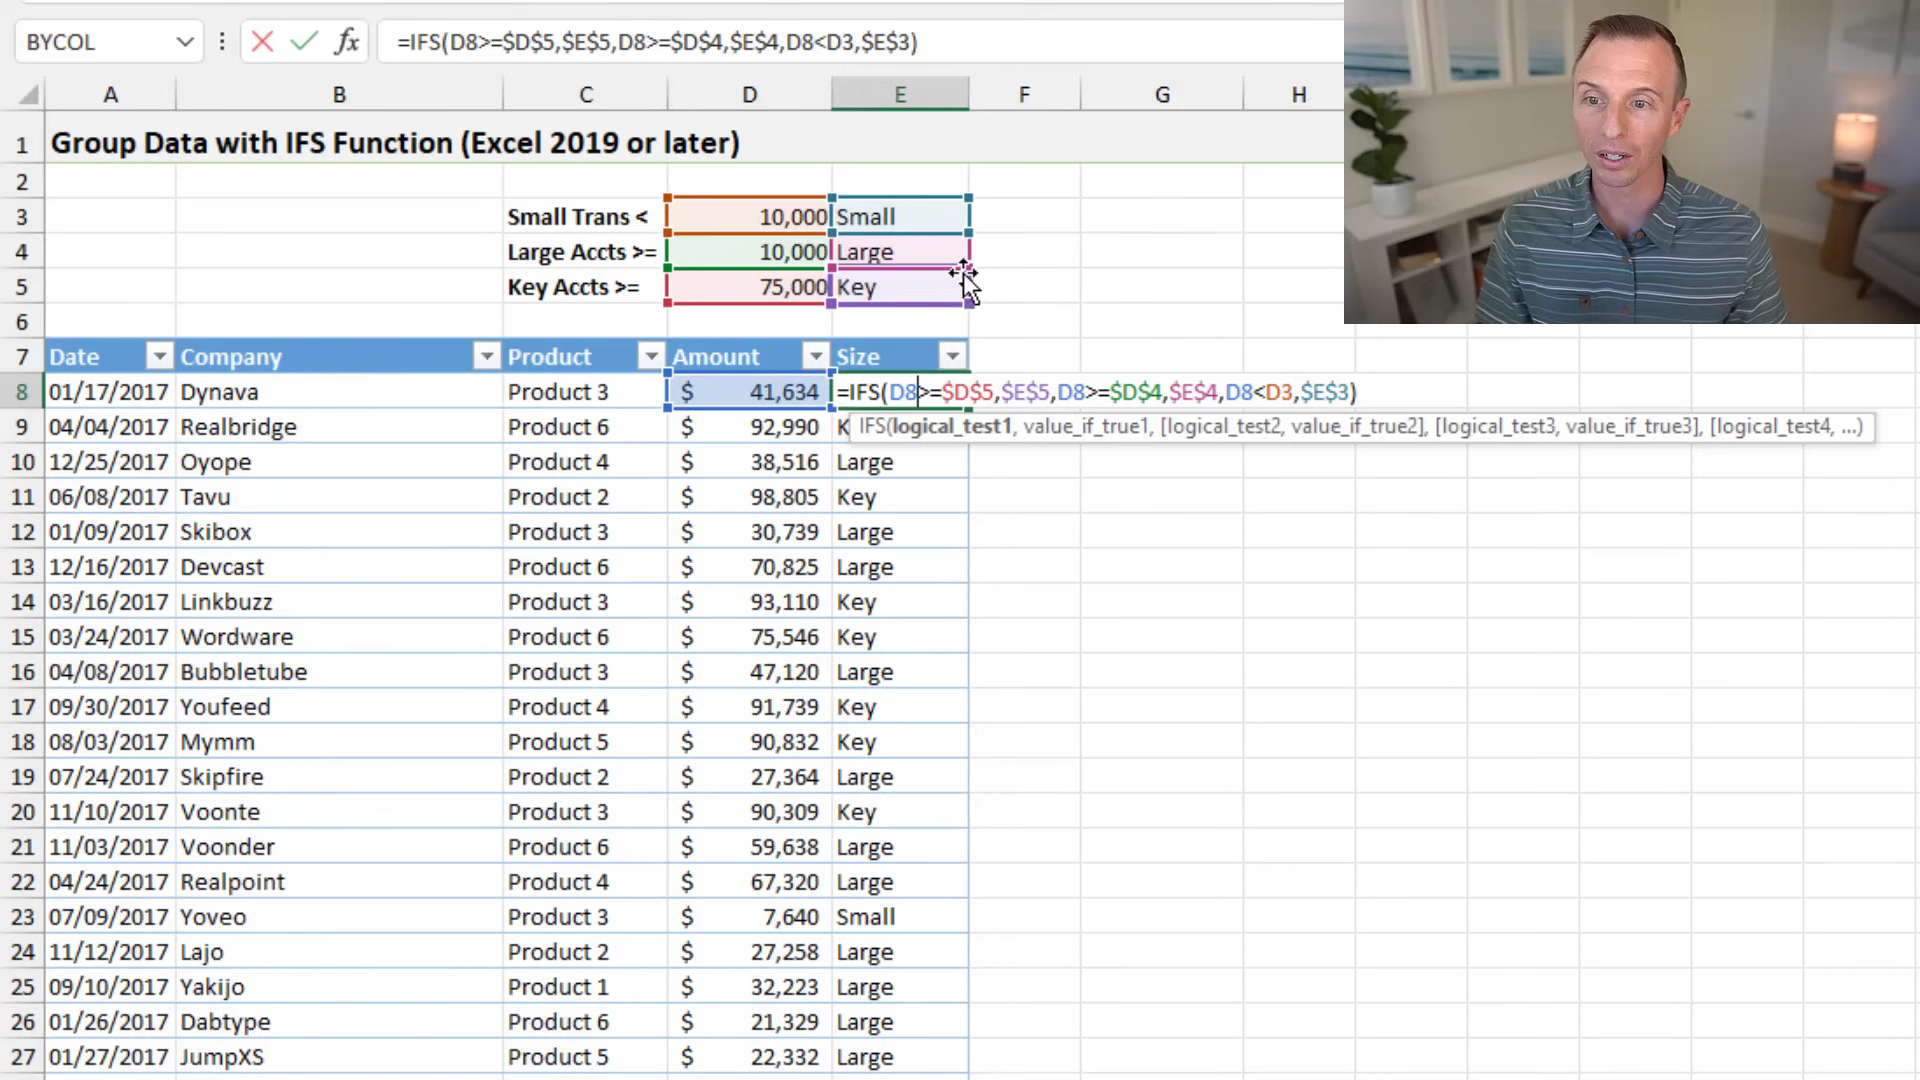 BYCOL fx =IFS(D8>=$D$5,$E$5,D8>=$D$4,$E$4,D8<D3,$E$3)
A B C D E F G H
1 Group Data with IFS Function (Excel 2019 or later)
2
3 Small Trans < 10,000 Small
4 Large Accts >= 10,000 Large
5 Key Accts >= 75,000 Key
6
7 Date Company Product Amount Size
8 01/17/2017 Dynava Product 3 $ 41,634 =IFS(D8>=$D$5,$E$5,D8>=$D$4,$E$4,D8<D3,$E$3)
9 04/04/2017 Realbridge Product 6 $ 92,990 K IFS(logical_test1, value_if_true1, [logical_test2, value_if_true2], [logical_test3, value_if_true3], [logical_test4, ...)
10 12/25/2017 Oyope Product 4 $ 38,516 Large
11 06/08/2017 Tavu Product 2 $ 98,805 Key
12 01/09/2017 Skibox Product 3 $ 30,739 Large
13 12/16/2017 Devcast Product 6 $ 70,825 Large
14 03/16/2017 Linkbuzz Product 3 $ 93,110 Key
15 03/24/2017 Wordware Product 6 $ 75,546 Key
16 04/08/2017 Bubbletube Product 3 $ 47,120 Large
17 09/30/2017 Youfeed Product 4 $ 91,739 Key
18 08/03/2017 Mymm Product 5 $ 90,832 Key
19 07/24/2017 Skipfire Product 2 $ 27,364 Large
20 11/10/2017 Voonte Product 3 $ 90,309 Key
21 11/03/2017 Voonder Product 6 $ 59,638 Large
22 04/24/2017 Realpoint Product 4 $ 67,320 Large
23 07/09/2017 Yoveo Product 3 $ 7,640 Small
24 11/12/2017 Lajo Product 2 $ 27,258 Large
25 09/10/2017 Yakijo Product 1 $ 32,223 Large
26 01/26/2017 Dabtype Product 6 $ 21,329 Large
27 01/27/2017 JumpXS Product 5 $ 22,332 Large